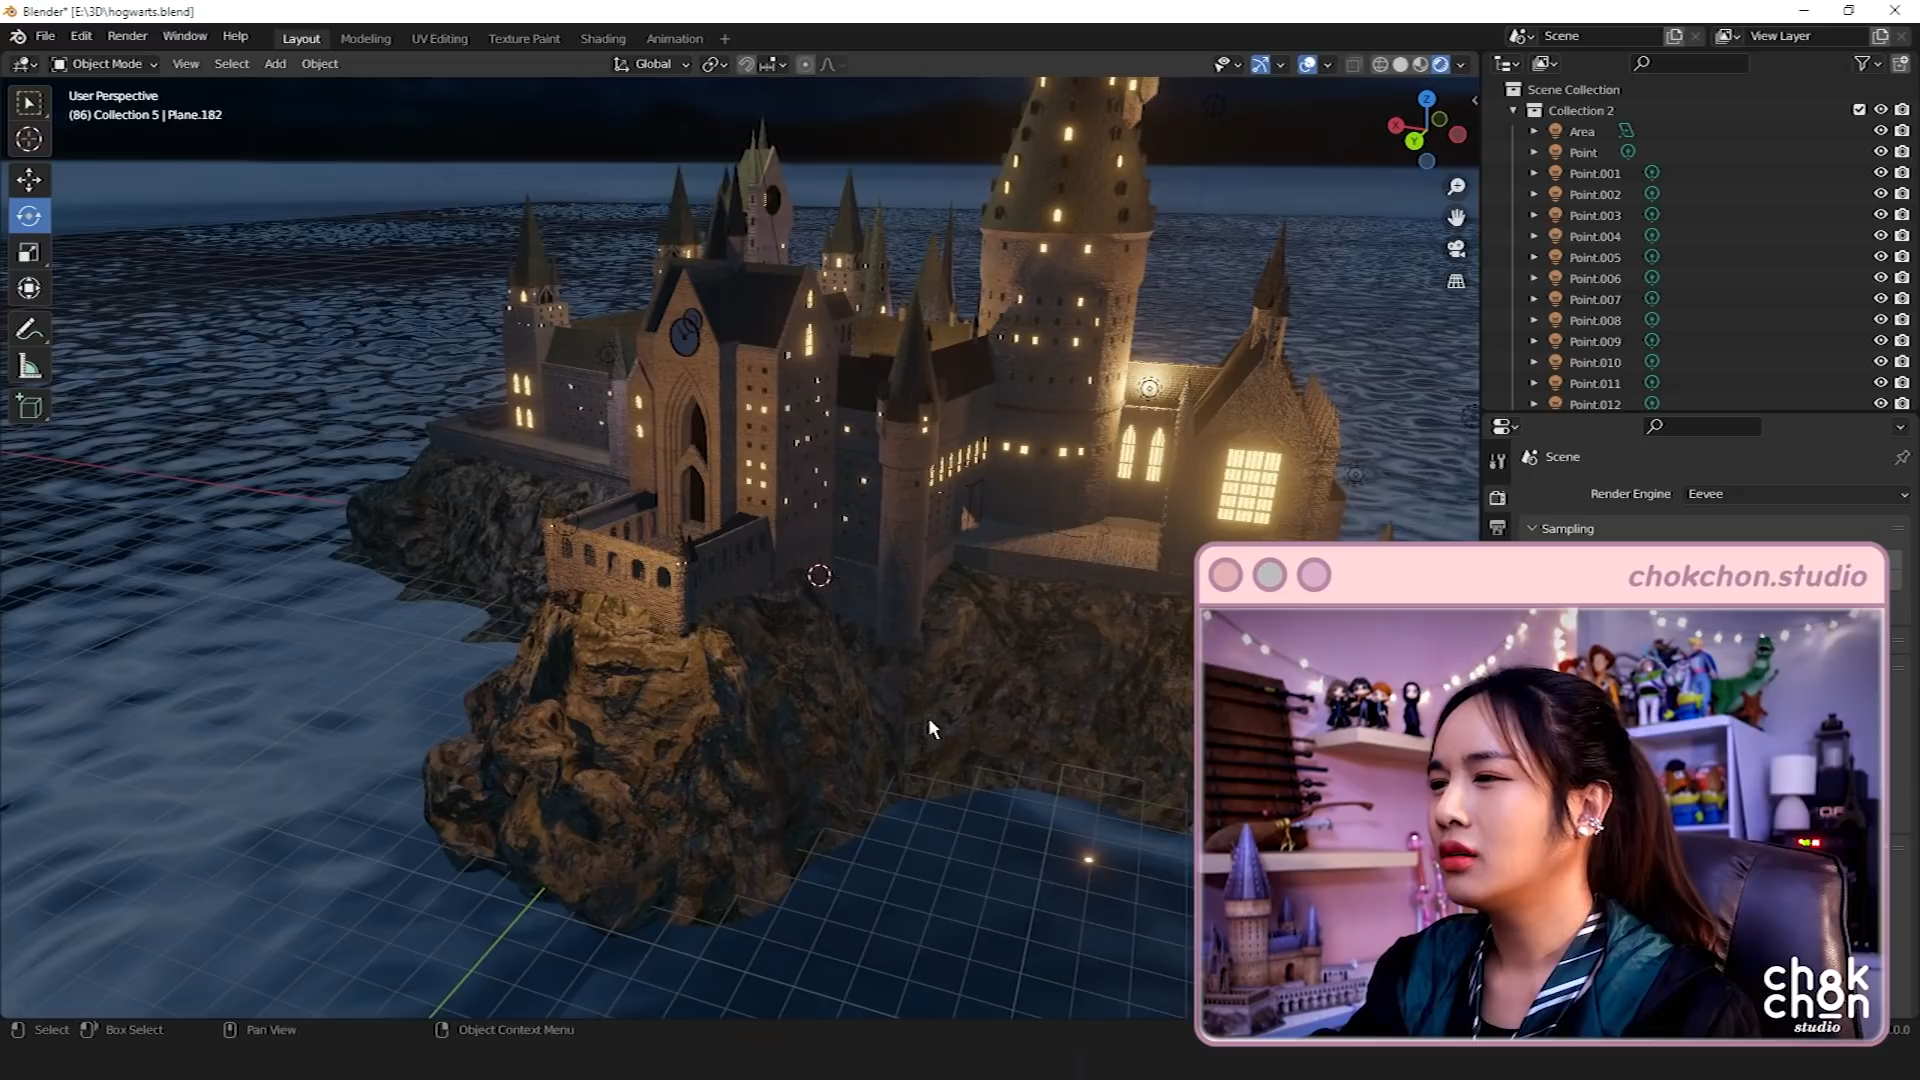 Blender* [E:\3D\hogwarts.blend]
File Edit Render Window Help
Layout Modeling UV Editing Texture Paint Shading Animation +
Scene
View Layer
Object Mode View Select Add Object
Global
User Perspective
(86) Collection 5 | Plane.182
Z
X
Y
Scene Collection
Collection 2
Area
Point
Point.001
Point.002
Point.003
Point.004
Point.005
Point.006
Point.007
Point.008
Point.009
Point.010
Point.011
Point.012
Scene
Render Engine Eevee
Sampling
chokchon.studio
chok
chon
studio
Select Box Select Pan View Object Context Menu